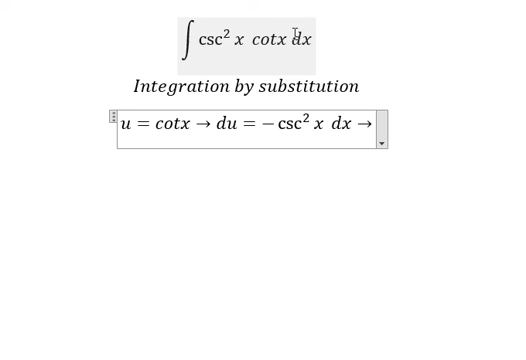 ∫ csc² x cotx dx
Integration by substitution
u = cotx → du = − csc² x dx →